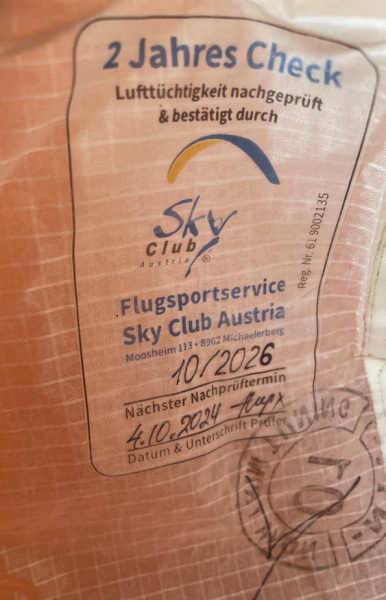 2 Jahres Check
Lufttüchtigkeit nachgeprüft
& bestätigt durch
Sky
Club
Austria ®
Reg. Nr. 61 9002135
Flugsportservice
Sky Club Austria
Moosheim 113 • 8962 Michaelerberg
10/2026
Nächster Nachprüftermin
4.10.2024
Datum & Unterschrift Prüfer